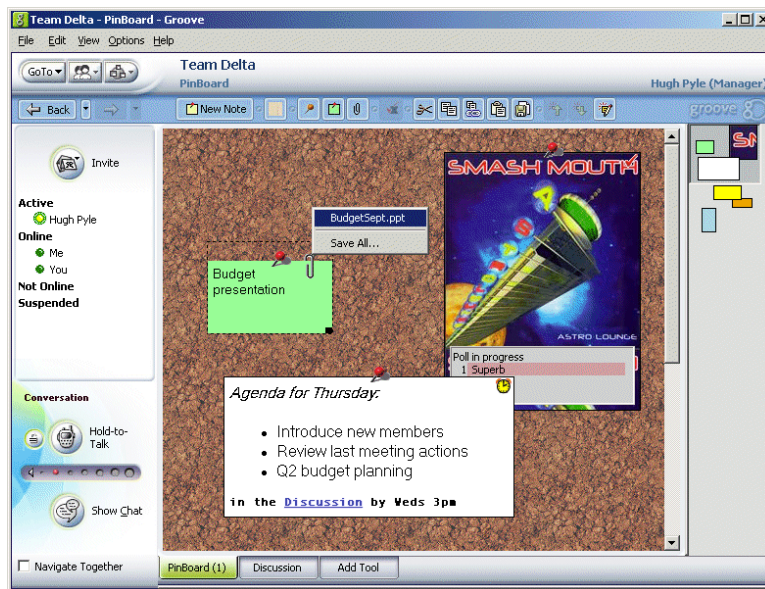 Team Delta - PinBoard - Groove
File Edit View Options Help
GoTo
Team Delta
PinBoard
Hugh Pyle (Manager)
Back
New Note
groove
Invite
Active
Hugh Pyle
Online
Me
You
Not Online
Suspended
Conversation
Hold-to-
Talk
Show Chat
Navigate Together
BudgetSept.ppt
Save All...
Budget
presentation
SMASH MOUTH
ASTRO LOUNGE
Poll in progress
1 Superb
Agenda for Thursday:
• Introduce new members
• Review last meeting actions
• Q2 budget planning
in the Discussion by Weds 3pm
SM
PinBoard (1)
Discussion
Add Tool